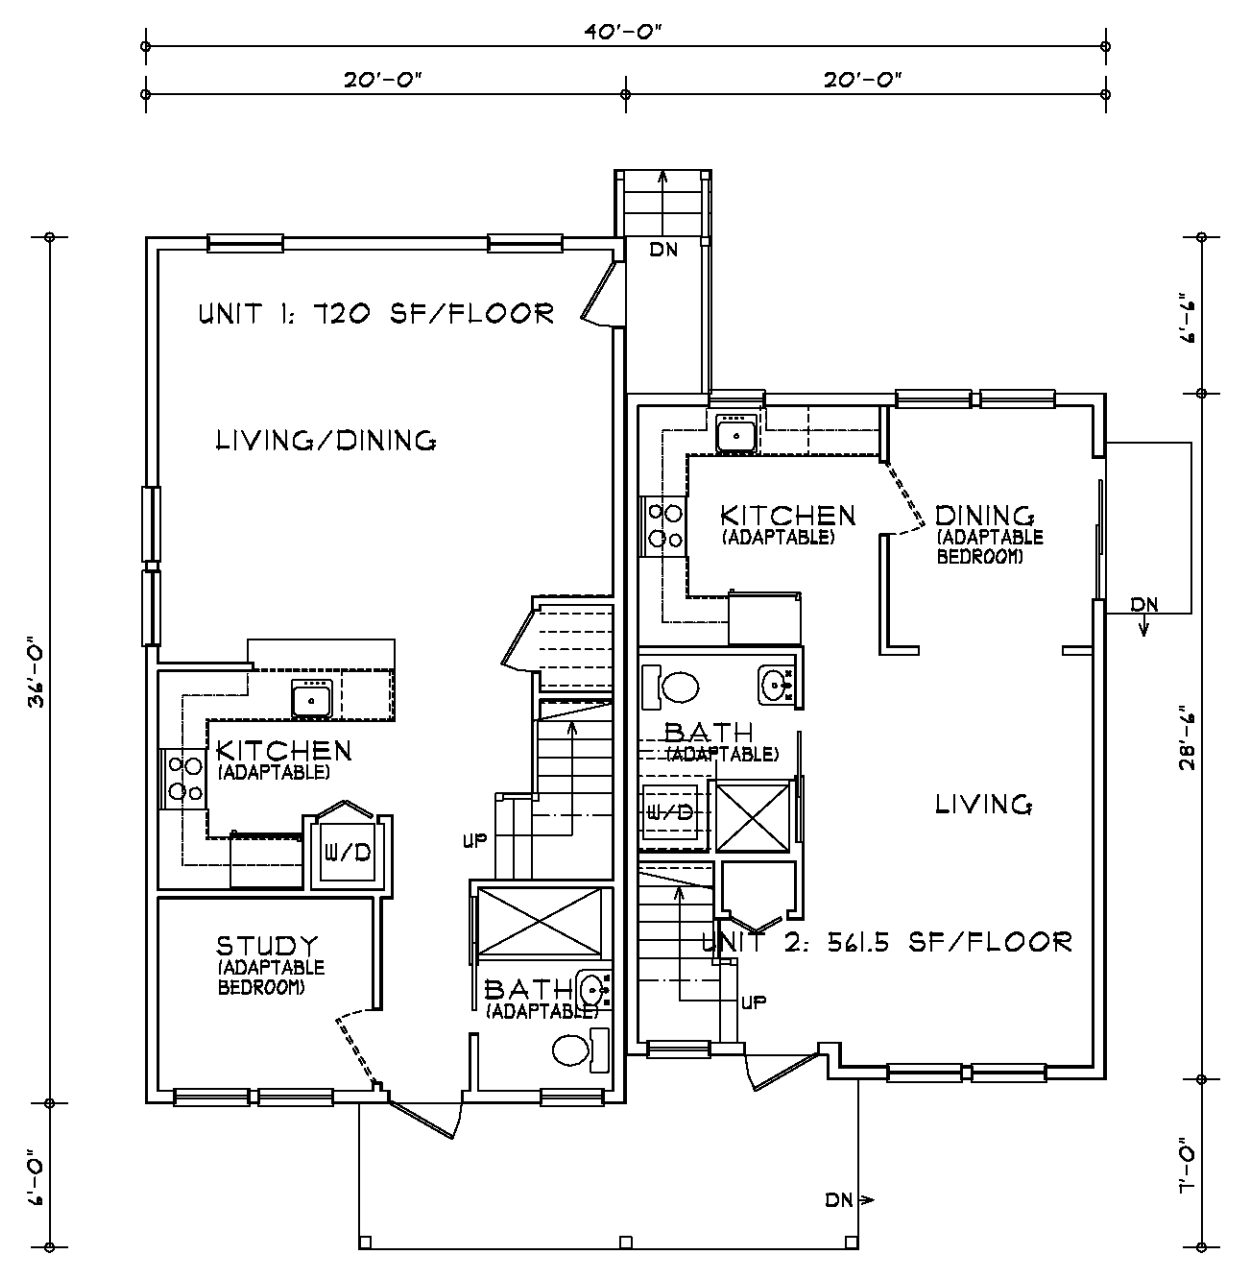 40'-0"
20'-0"
20'-0"
DN
UNIT 1: 720 SF/FLOOR
6'-6"
LIVING/DINING
KITCHEN
(ADAPTABLE)
DINING
(ADAPTABLE
BEDROOM)
DN
36'-0"
28'-6"
BATH
(ADAPTABLE)
KITCHEN
(ADAPTABLE)
W/D
LIVING
UP
W/D
STUDY
(ADAPTABLE
BEDROOM)
UNIT 2: 561.5 SF/FLOOR
BATH
(ADAPTABLE)
UP
6'-0"
7'-0"
DN